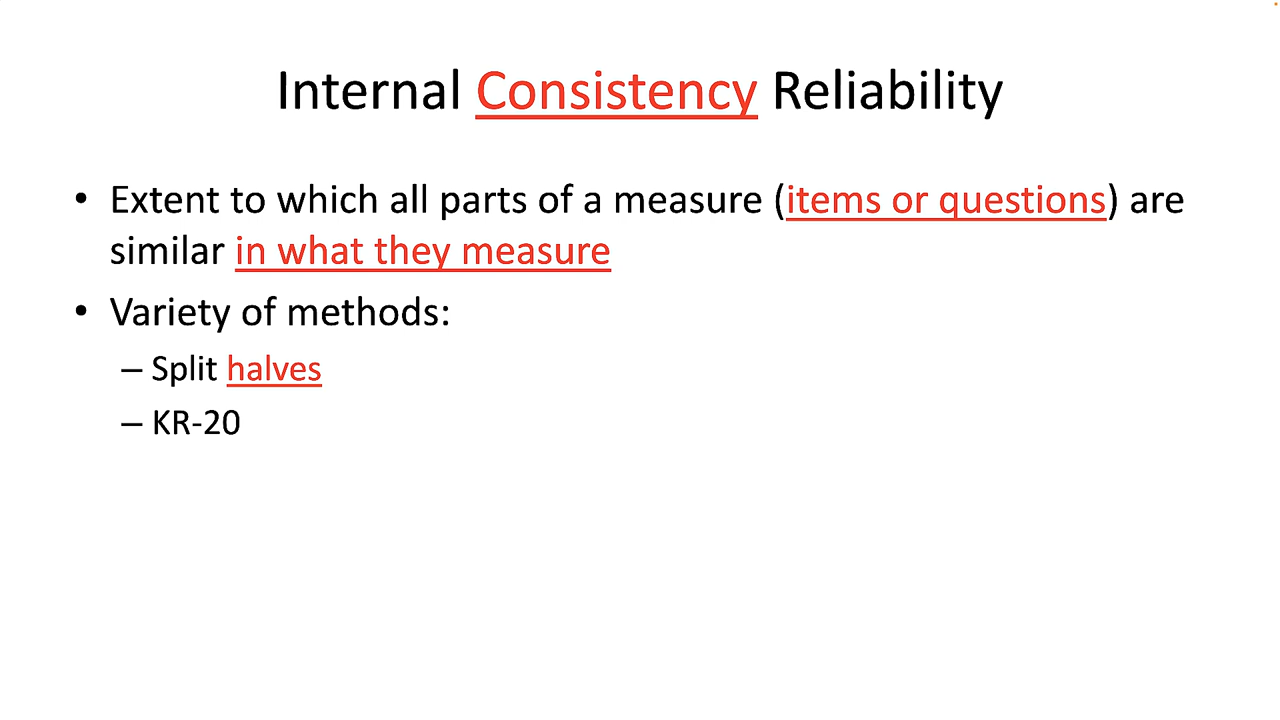 Internal Consistency Reliability
• Extent to which all parts of a measure (items or questions) are
similar in what they measure
• Variety of methods:
– Split halves
– KR-20